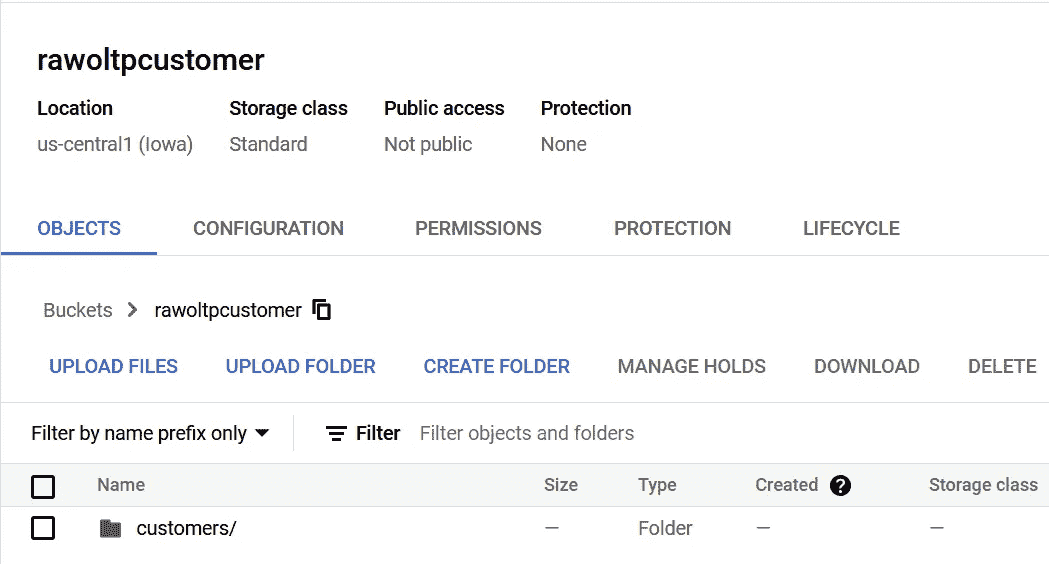 rawoltpcustomer
Location Storage class Public access Protection
us-central1 (Iowa) Standard Not public None
OBJECTS CONFIGURATION PERMISSIONS PROTECTION LIFECYCLE
Buckets > rawoltpcustomer
UPLOAD FILES UPLOAD FOLDER CREATE FOLDER MANAGE HOLDS DOWNLOAD DELETE
Filter by name prefix only Filter Filter objects and folders
Name Size Type Created ? Storage class
customers/ — Folder — —